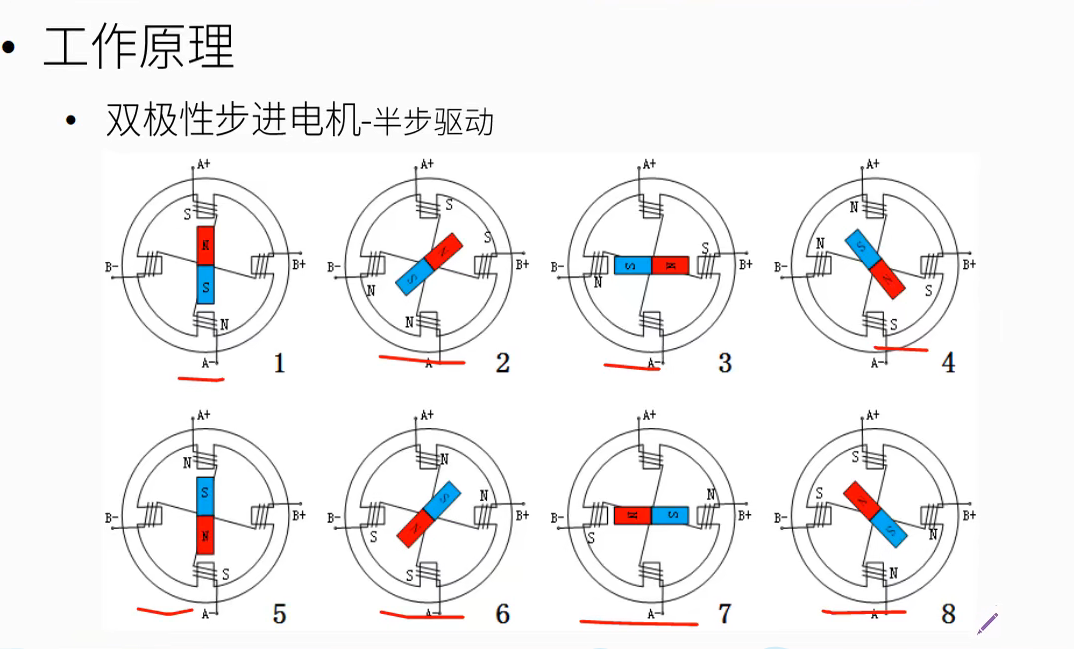 • 工作原理
• 双极性步进电机-半步驱动
A+ A+ A+ A+
S N S N B- B+ A- 1
S S N N S B- B+ A- 2
S S N N B- B+ A- 3
N N S S S B- B+ A- 4
A+ A+ A+ A+
N S N S B- B+ A- 5
N S N S S B- B+ A- 6
N N S S B- B+ A- 7
S S S N N B- B+ A 8